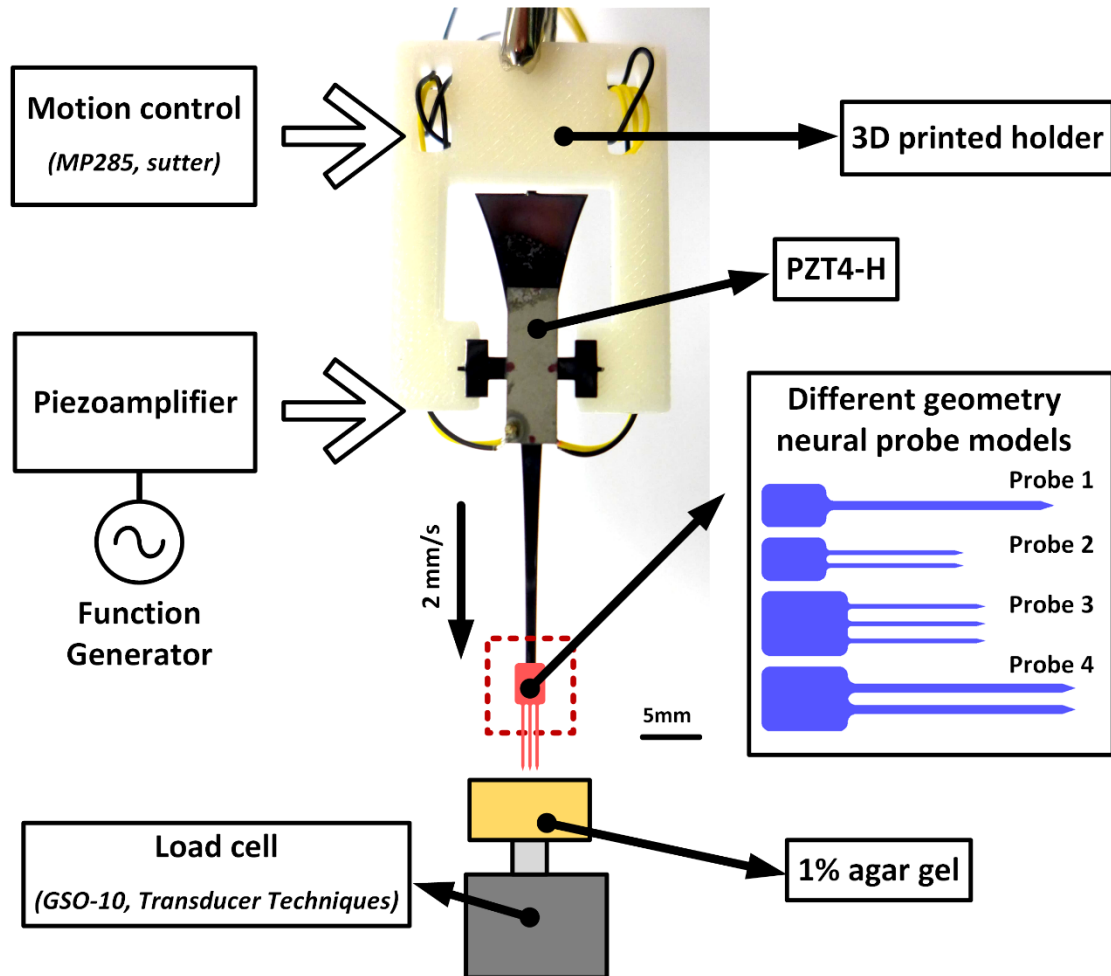 Motion control
(MP285, sutter)
3D printed holder
PZT4-H
Piezoamplifier
Function
Generator
2 mm/s
Different geometry
neural probe models
Probe 1
Probe 2
Probe 3
Probe 4
5mm
Load cell
(GSO-10, Transducer Techniques)
1% agar gel